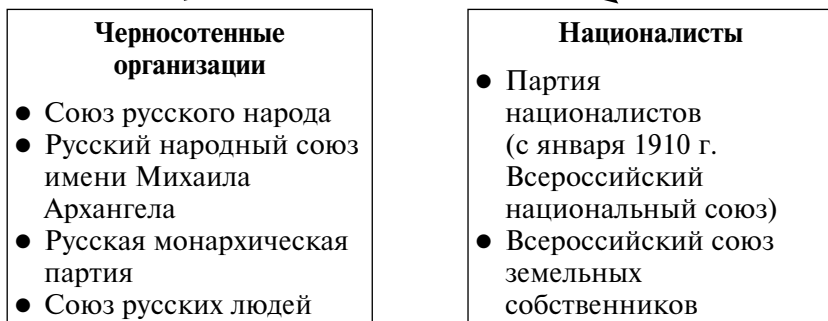 Черносотенные
организации
● Союз русского народа
● Русский народный союз
имени Михаила
Архангела
● Русская монархическая
партия
● Союз русских людей
Националисты
● Партия
националистов
(с января 1910 г.
Всероссийский
национальный союз)
● Всероссийский союз
земельных
собственников